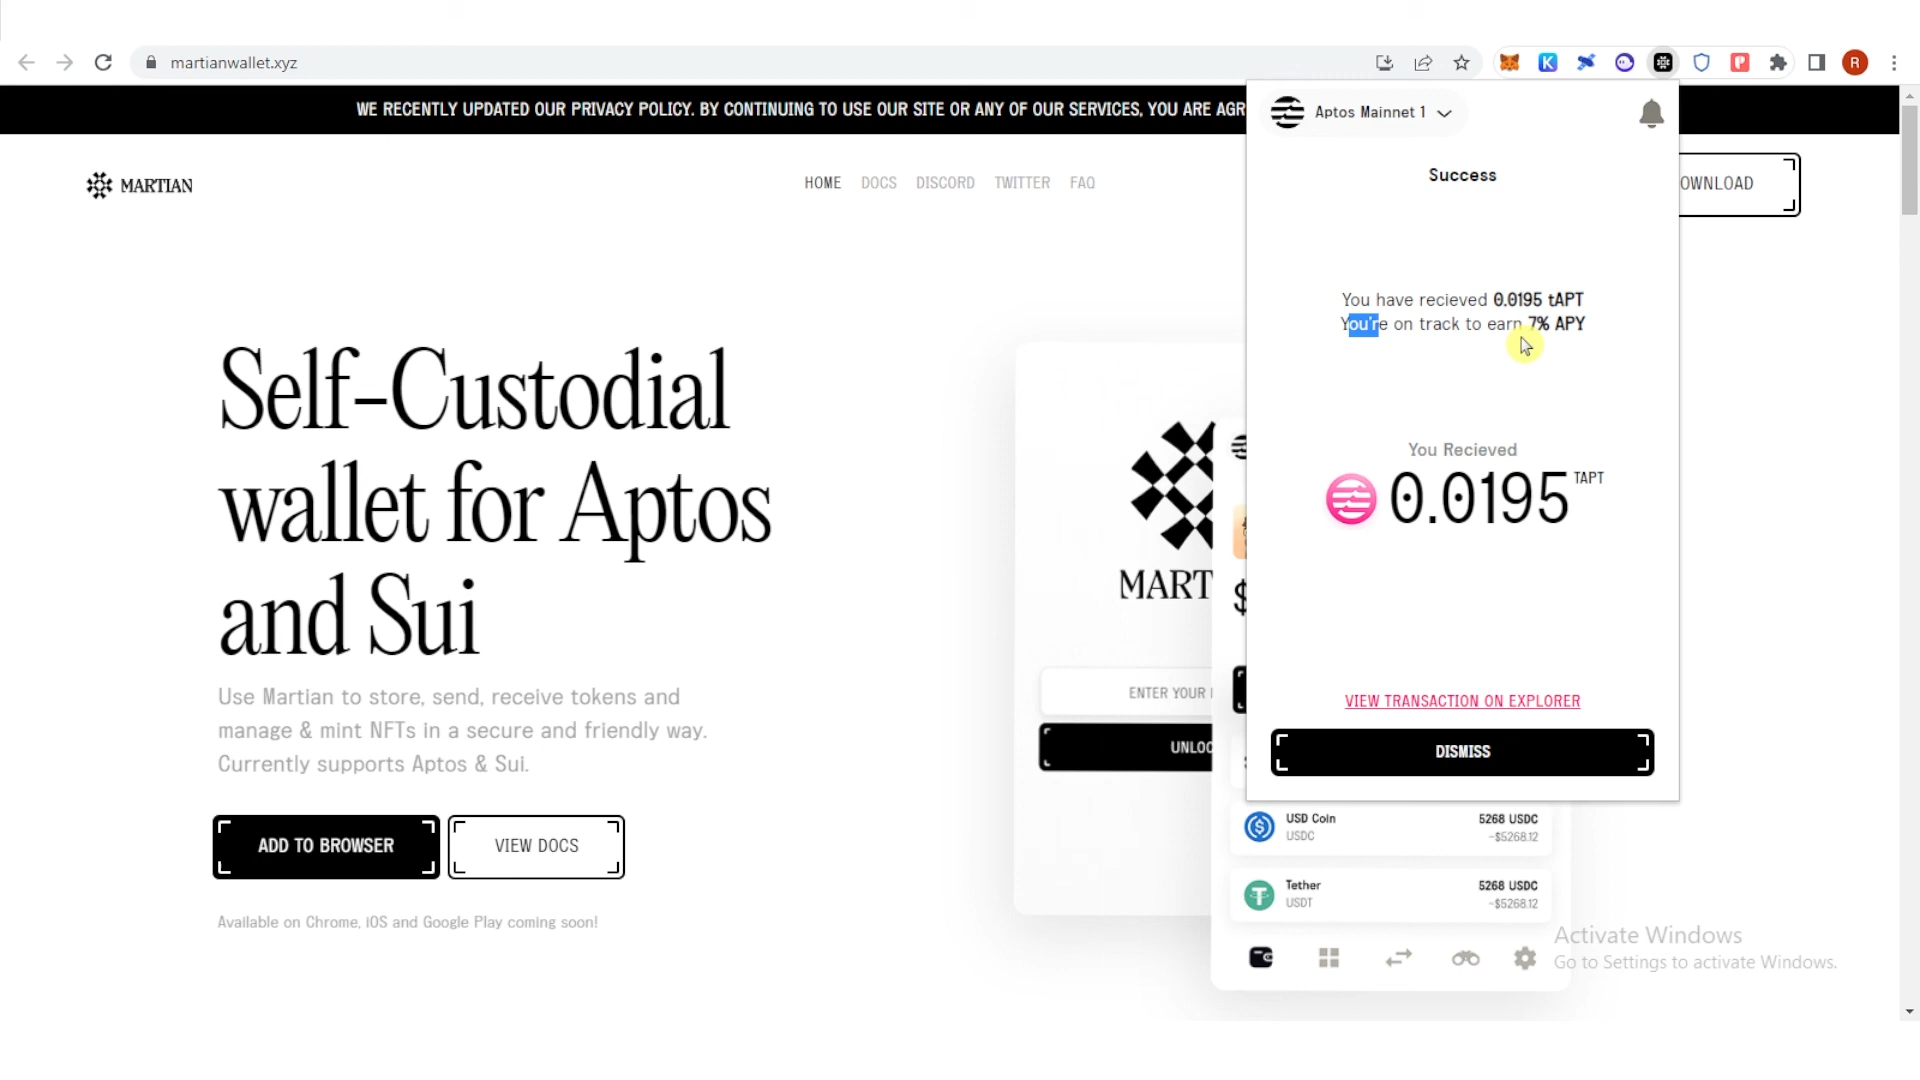 martianwallet.xyz
R
WE RECENTLY UPDATED OUR PRIVACY POLICY. BY CONTINUING TO USE OUR SITE OR ANY OF OUR SERVICES, YOU ARE AGR
MARTIAN
HOME DOCS DISCORD TWITTER FAQ
OWNLOAD
Aptos Mainnet 1
Success
You have recieved 0.0195 tAPT
You're on track to earn 7% APY
You Recieved
0.0195 TAPT
VIEW TRANSACTION ON EXPLORER
DISMISS
Self-Custodial
wallet for Aptos
and Sui
Use Martian to store, send, receive tokens and
manage & mint NFTs in a secure and friendly way.
Currently supports Aptos & Sui.
ADD TO BROWSER
VIEW DOCS
Available on Chrome, iOS and Google Play coming soon!
MART
$
ENTER YOUR
UNLOC
USD Coin 5268 USDC
USDC ~$5268.12
Tether 5268 USDC
USDT ~$5268.12
Activate Windows
Go to Settings to activate Windows.